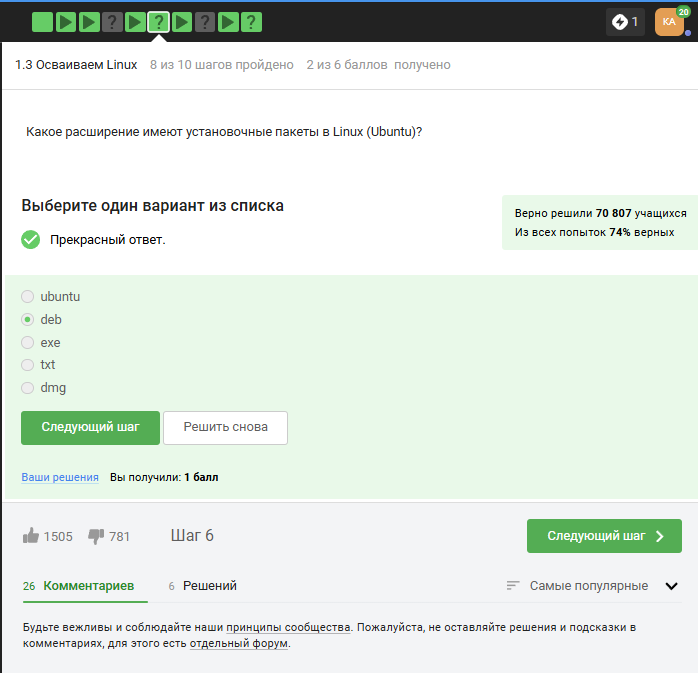 ? ? ? ?
1
KA
20
1.3 Осваиваем Linux 8 из 10 шагов пройдено 2 из 6 баллов получено
Какое расширение имеют установочные пакеты в Linux (Ubuntu)?
Выберите один вариант из списка
Прекрасный ответ.
Верно решили 70 807 учащихся
Из всех попыток 74% верных
ubuntu
deb
exe
txt
dmg
Следующий шаг Решить снова
Ваши решения Вы получили: 1 балл
1505 781 Шаг 6 Следующий шаг
26 Комментариев 6 Решений Самые популярные
Будьте вежливы и соблюдайте наши принципы сообщества. Пожалуйста, не оставляйте решения и подсказки в
комментариях, для этого есть отдельный форум.